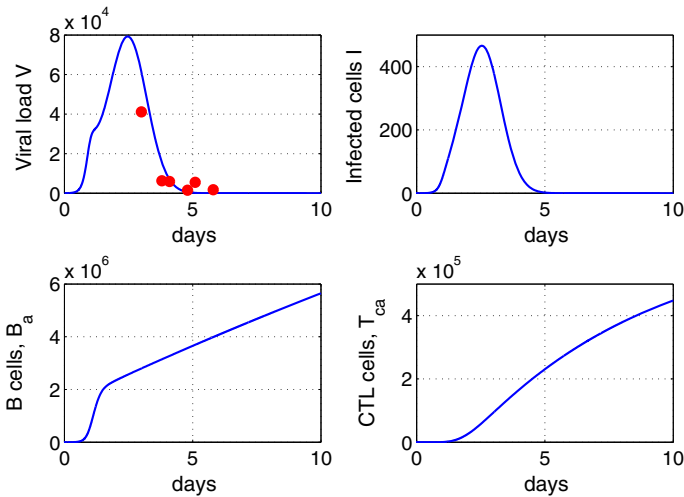 x 10^4
8
6
4
2
0
Viral load V
0 5 10
days
400
200
0
Infected cells I
0 5 10
days
x 10^6
6
4
2
0
B cells, B_a
0 5 10
days
x 10^5
4
2
0
CTL cells, T_ca
0 5 10
days